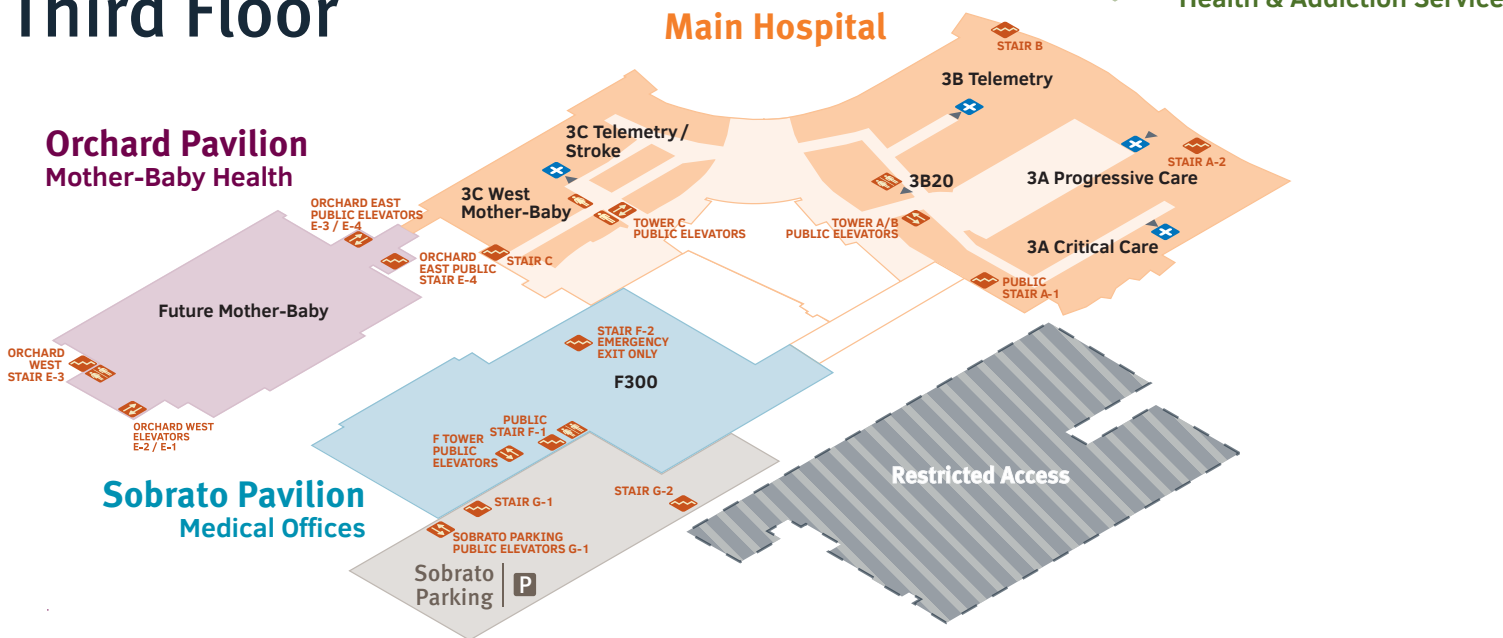 Third Floor
Health & Addiction Service
Main Hospital
STAIR B
3B Telemetry
Orchard Pavilion
Mother-Baby Health
3C Telemetry /
Stroke
STAIR A-2
3A Progressive Care
3B20
3C West
Mother-Baby
ORCHARD EAST
PUBLIC ELEVATORS
E-3 / E-4
TOWER C
PUBLIC ELEVATORS
TOWER A/B
PUBLIC ELEVATORS
3A Critical Care
STAIR C
ORCHARD
EAST PUBLIC
STAIR E-4
PUBLIC
STAIR A-1
Future Mother-Baby
STAIR F-2
EMERGENCY
EXIT ONLY
ORCHARD
WEST
STAIR E-3
F300
ORCHARD WEST
ELEVATORS
E-2 / E-1
PUBLIC
STAIR F-1
F TOWER
PUBLIC
ELEVATORS
Restricted Access
Sobrato Pavilion
Medical Offices
STAIR G-2
STAIR G-1
SOBRATO PARKING
PUBLIC ELEVATORS G-1
Sobrato
Parking
P